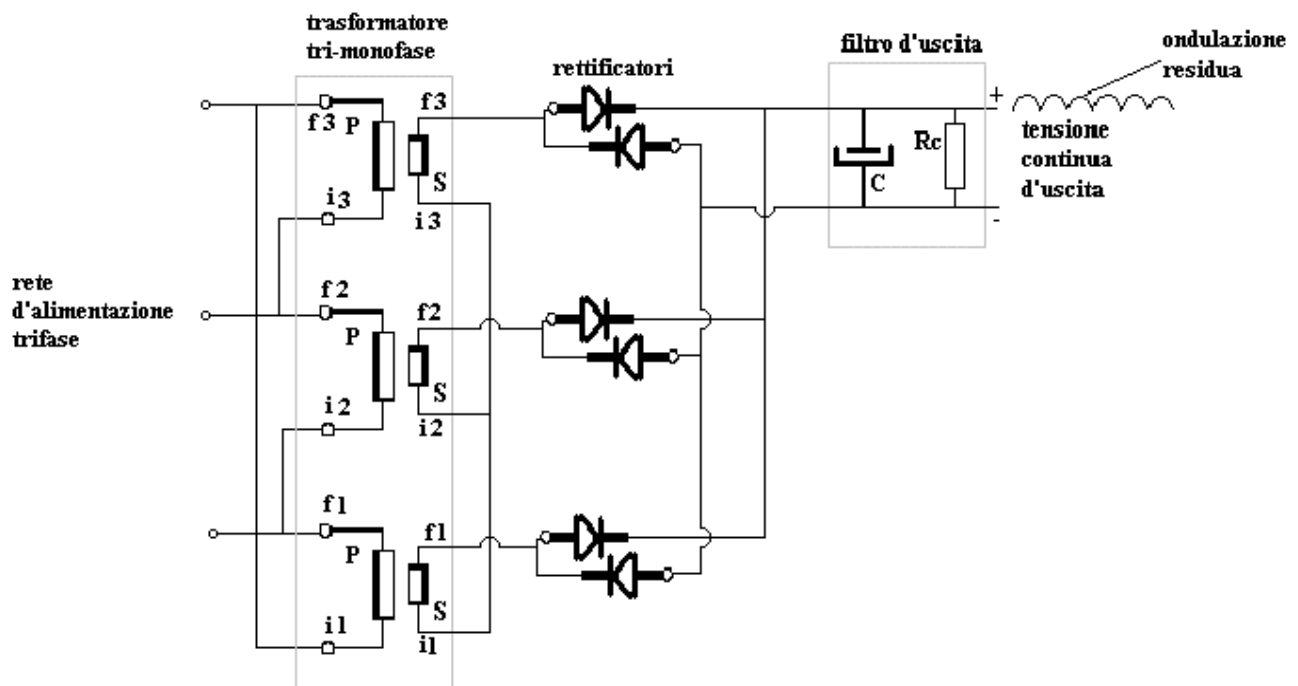 trasformatore
tri-monofase
rettificatori
filtro d'uscita
ondulazione
residua
f3
P
f3
S
i3
i3
+
Rc
C
-
tensione
continua
d'uscita
rete
d'alimentazione
trifase
f2
P
f2
S
i2
i2
f1
P
f1
S
i1
i1